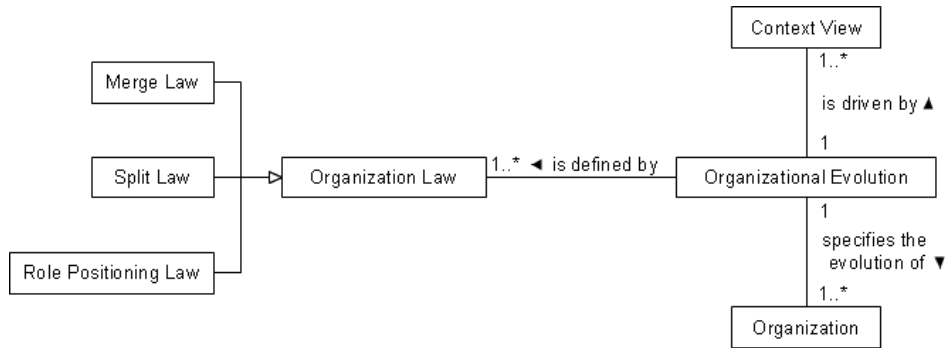 Context View
1..*
Merge Law
is driven by ▲
1
1..* ◄ is defined by
Split Law
Organization Law
Organizational Evolution
1
specifies the
evolution of ▼
Role Positioning Law
1..*
Organization